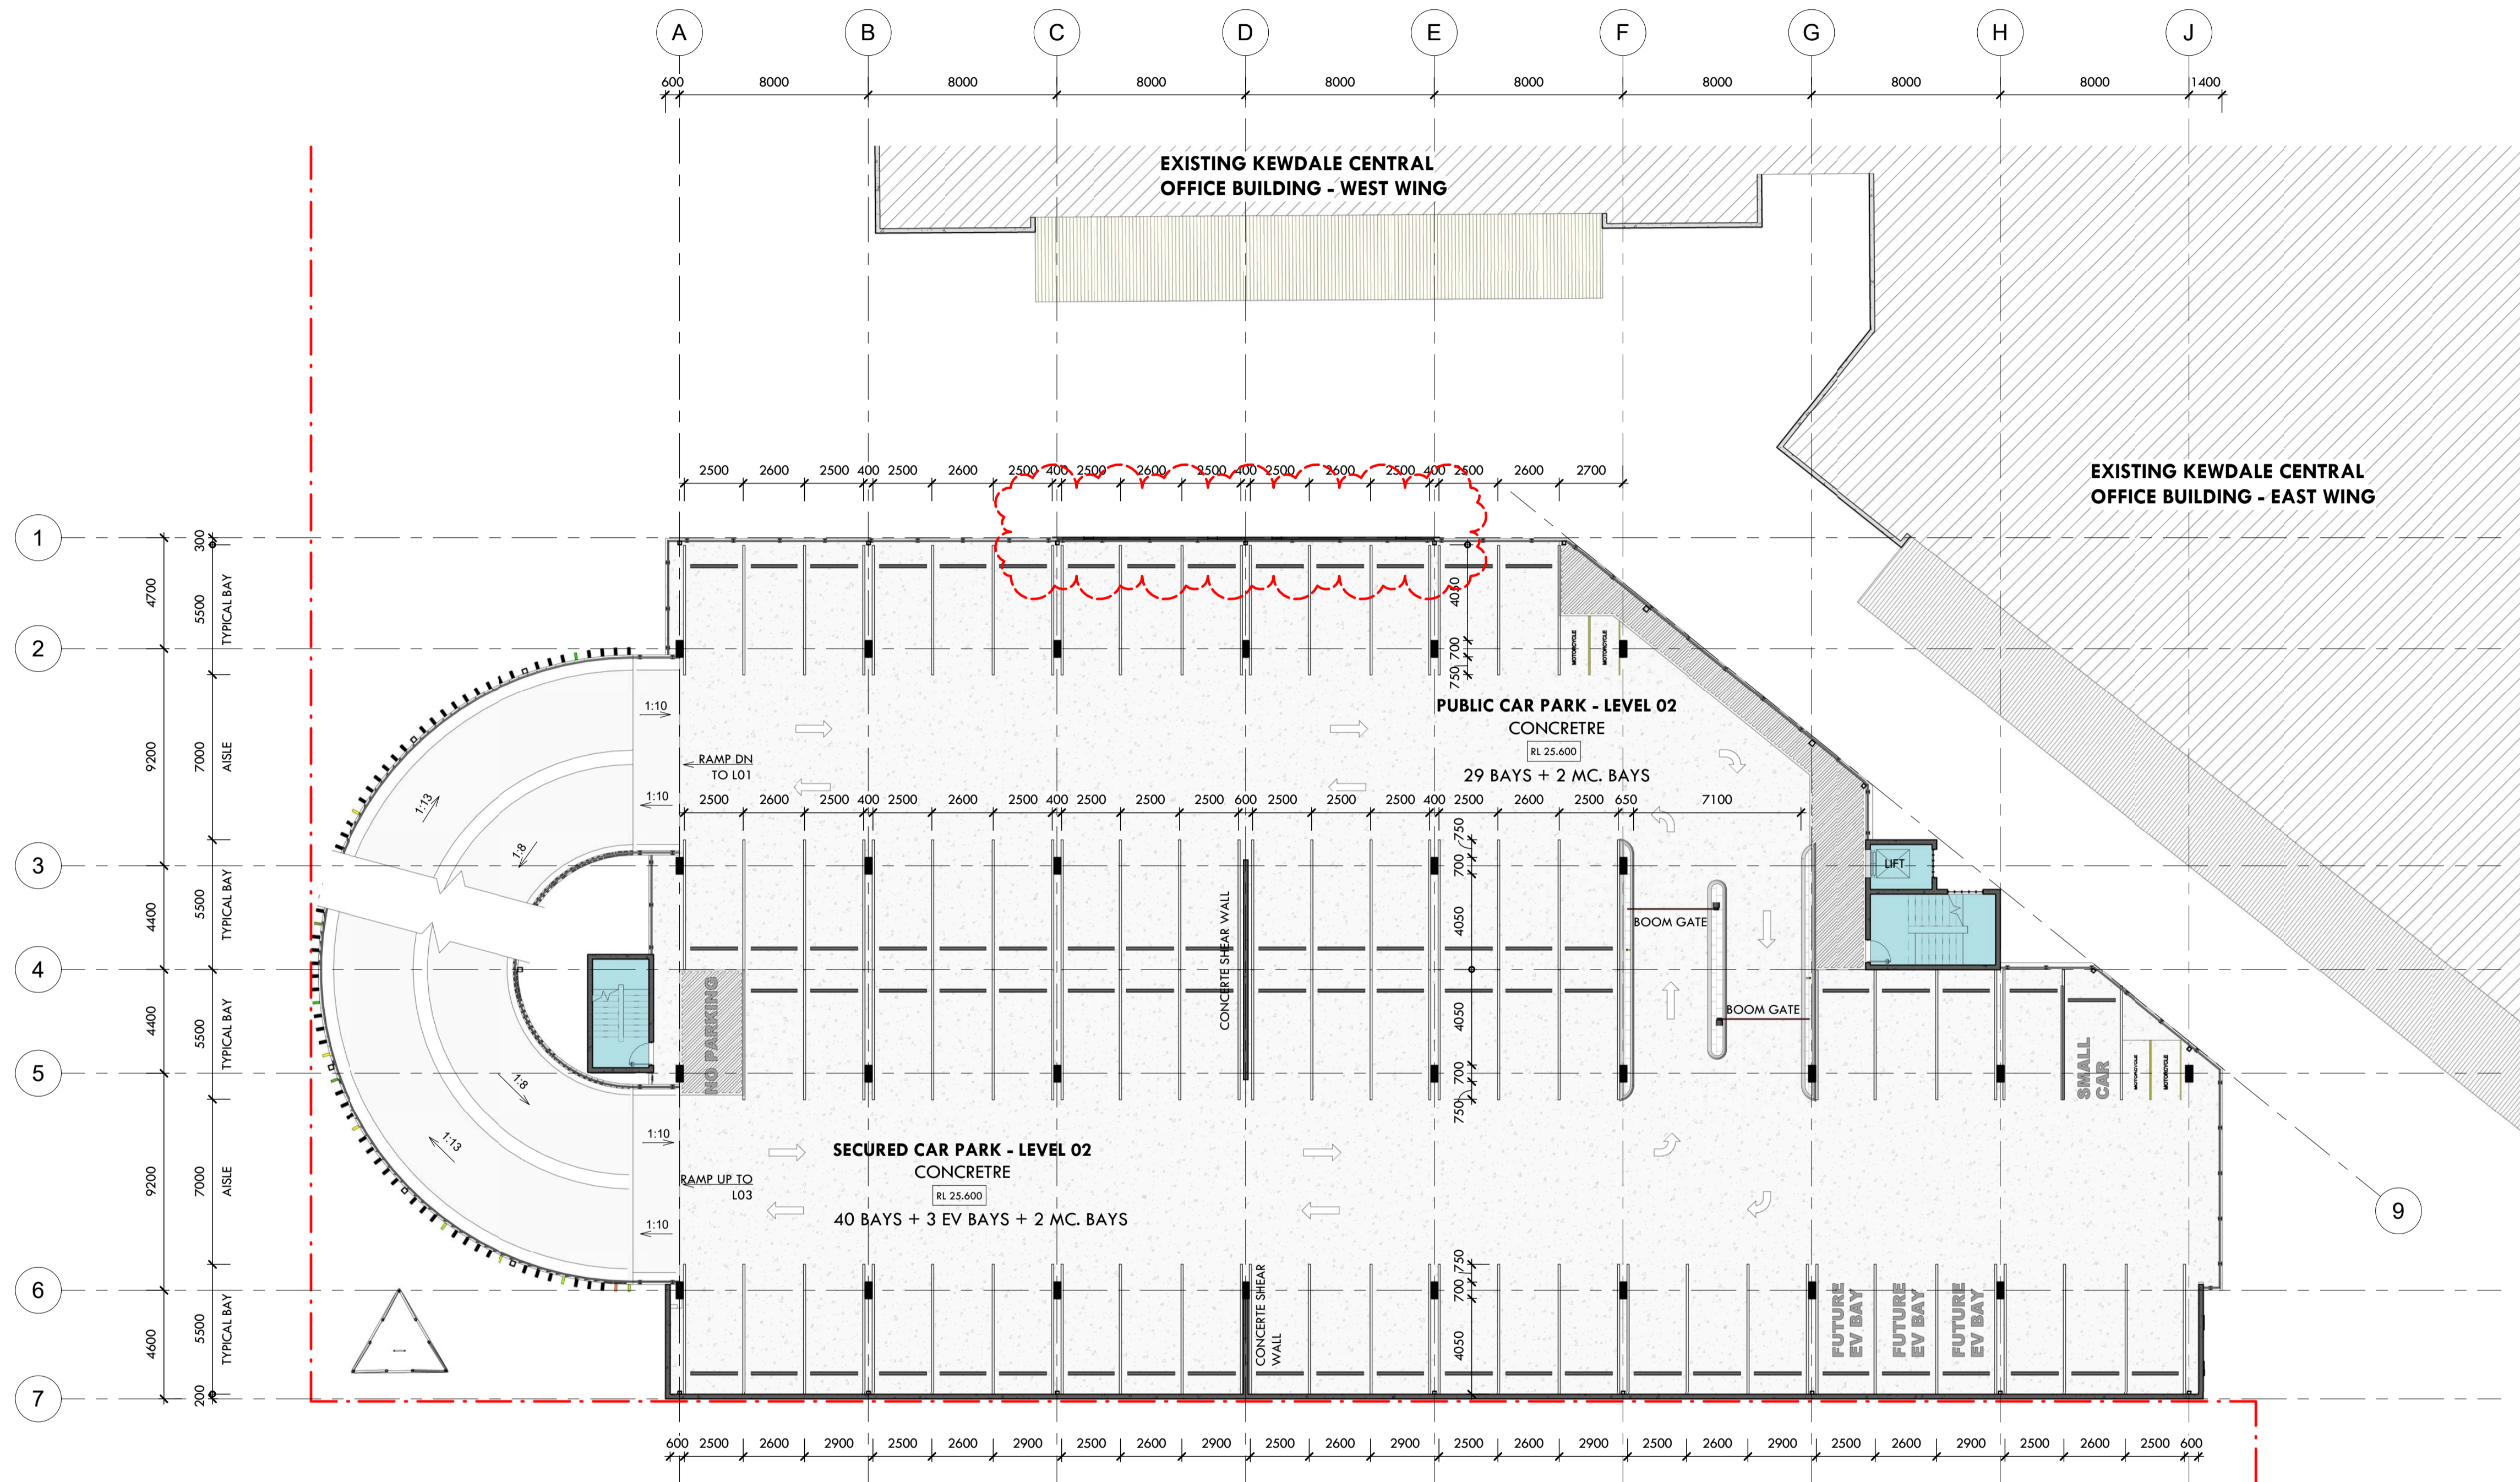 A B C D E F G H J
600 8000 8000 8000 8000 8000 8000 8000 8000 1400
EXISTING KEWDALE CENTRAL
OFFICE BUILDING - WEST WING
EXISTING KEWDALE CENTRAL
OFFICE BUILDING - EAST WING
2500 2600 2500 400 2500 2600 2500 400 2500 2600 2500 400 2500 2600 2500 400 2500 2600 2700
1
2
3
4
5
6
7
9
4700
9200
4400
4400
9200
4600
300
5500
TYPICAL BAY
7000
AISLE
5500
TYPICAL BAY
5500
TYPICAL BAY
7000
AISLE
5500
TYPICAL BAY
200
4050
700
750
MOTORCYCLE
MOTORCYCLE
PUBLIC CAR PARK - LEVEL 02
CONCRETRE
RL 25.600
29 BAYS + 2 MC. BAYS
1:10
RAMP DN
TO L01
1:10
1:13
1:8
2500 2600 2500 400 2500 2600 2500 400 2500 2500 2500 600 2500 2500 2500 400 2500 2600 2500 650 7100
750
700
4050
4050
700
750
LIFT
BOOM GATE
BOOM GATE
CONCERTE SHEAR WALL
NO PARKING
SMALL
CAR
MOTORCYCLE
MOTORCYCLE
1:8
1:13
1:10
RAMP UP TO
L03
1:10
SECURED CAR PARK - LEVEL 02
CONCRETRE
RL 25.600
40 BAYS + 3 EV BAYS + 2 MC. BAYS
750
700
4050
CONCERTE SHEAR
WALL
FUTURE
EV BAY
FUTURE
EV BAY
FUTURE
EV BAY
600 2500 2600 2900 2500 2600 2900 2500 2600 2900 2500 2600 2900 2500 2600 2900 2500 2600 2900 2500 2600 2900 2500 2600 2500 600